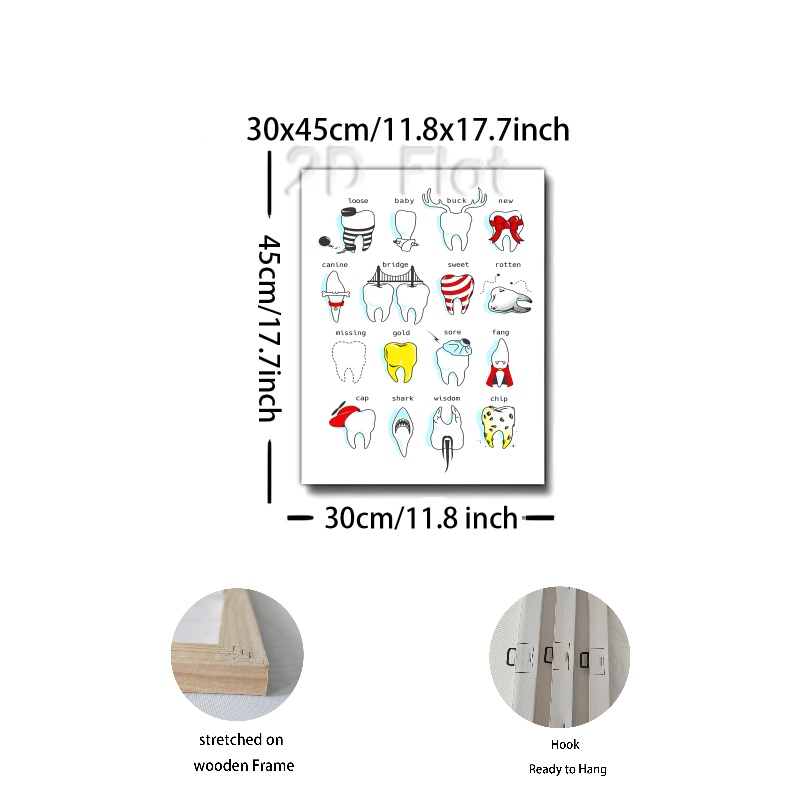 30x45cm/11.8x17.7inch
2D Flat
45cm/17.7inch
loose baby buck new
canine bridge sweet rotten
missing gold sore fang
cap shark wisdom chip
30cm/11.8 inch
stretched on
wooden Frame
Hook
Ready to Hang